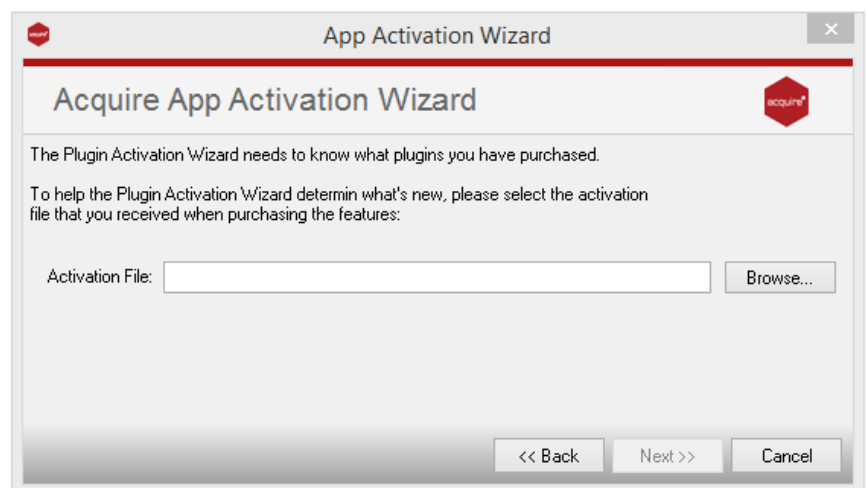 acquire
App Activation Wizard
Acquire App Activation Wizard
acquire
The Plugin Activation Wizard needs to know what plugins you have purchased.
To help the Plugin Activation Wizard determin what's new, please select the activation
file that you received when purchasing the features:
Activation File:
Browse...
<< Back
Next >>
Cancel